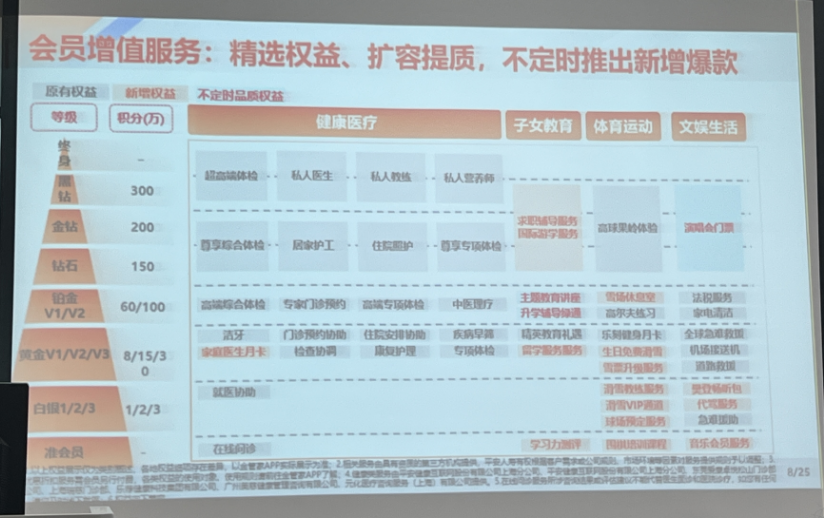 会员增值服务：精选权益、扩容提质，不定时推出新增爆款
原有权益 新增权益 不定时品质权益
等级 积分(万) 健康医疗 子女教育 体育运动 文娱生活
终身 -
黑钻 300
超高端体检 私人医生 私人教练 私人营养师
金钻 200
求职辅导服务
国际游学服务
高球果岭体验 演唱会门票
尊享综合体检 居家护工 住院照护 尊享专项体检
钻石 150
铂金V1/V2 60/100
高端综合体检 专家门诊预约 高端专项体检 中医理疗 主题教育讲座 雪场休息室 法税服务
升学辅导绿通 高尔夫练习 家电清洁
黄金V1/V2/V3 8/15/30
洁牙 门诊预约协助 住院安排协助 疾病早调 精英教育礼遇 乐刻健身月卡 全球急难救援
家庭医生月卡 检查协调 康复护理 专项体检 留学服务服务 生日免费滑雪 机场接送机
雪票升级服务 道路救援
白银1/2/3 1/2/3
就医协助 滑雪教练服务 樊登畅听包
滑雪VIP通道 代驾服务
球场预定服务 急难援助
准会员 -
在线问诊 学习力测评 围棋培训课程 音乐会员服务
8/25